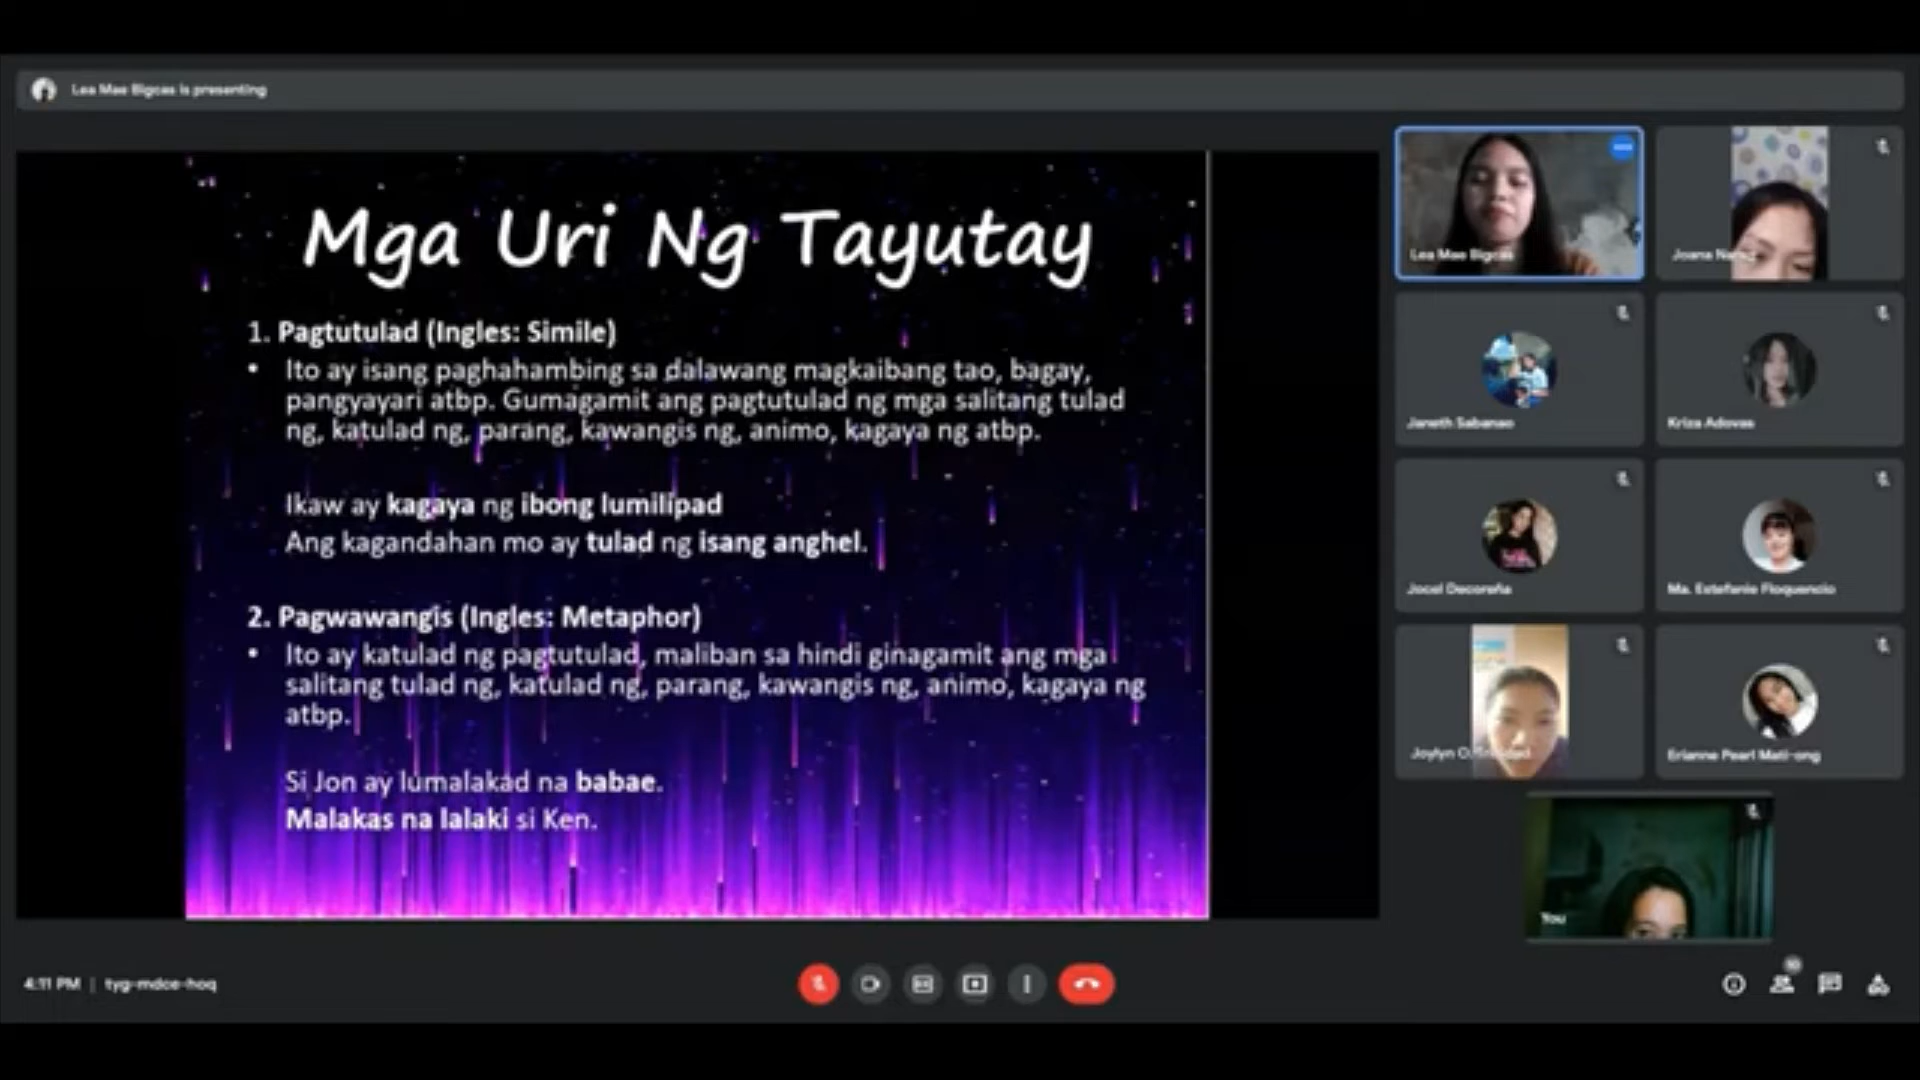 Lea Mae Bigcas is presenting
Mga Uri Ng Tayutay
1. Pagtutulad (Ingles: Simile)
• Ito ay isang paghahambing sa dalawang magkaibang tao, bagay,
pangyayari atbp. Gumagamit ang pagtutulad ng mga salitang tulad
ng, katulad ng, parang, kawangis ng, animo, kagaya ng atbp.
Ikaw ay kagaya ng ibong lumilipad
Ang kagandahan mo ay tulad ng isang anghel.
2. Pagwawangis (Ingles: Metaphor)
• Ito ay katulad ng pagtutulad, maliban sa hindi ginagamit ang mga
salitang tulad ng, katulad ng, parang, kawangis ng, animo, kagaya ng
atbp.
Si Jon ay lumalakad na babae.
Malakas na lalaki si Ken.
Lea Mae Bigcas
Joana
Janeth Sabanao
Kriza Adovas
Jocel Decoreña
Ma. Estefanie Floquencio
Joylyn O.
Erianne Pearl Mati-ong
You
4:11 PM | tyg-mdce-hoq
10